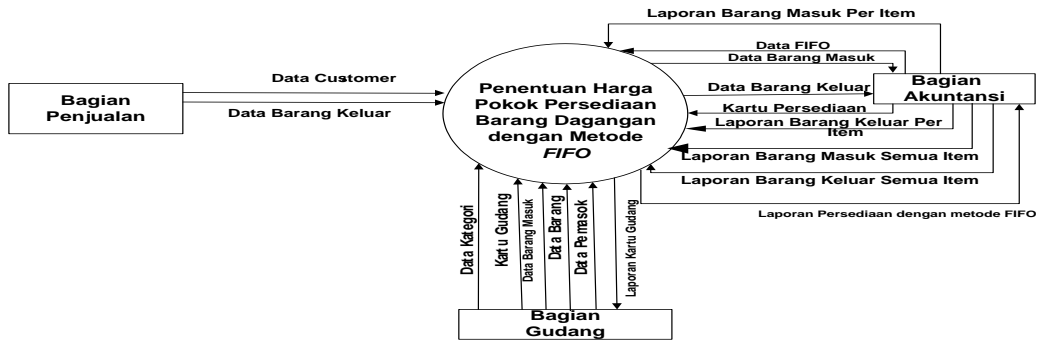 Laporan Barang Masuk Per Item
Data FIFO
Data Barang Masuk
Data Customer
Data Barang Keluar
Bagian
Penjualan
Penentuan Harga
Pokok Persediaan
Barang Dagangan
dengan Metode
FIFO
Data Barang Keluar
Kartu Persediaan
Laporan Barang Keluar Per
Item
Laporan Barang Masuk Semua Item
Laporan Barang Keluar Semua Item
Bagian
Akuntansi
Laporan Persediaan dengan metode FIFO
Data Kategori
Kartu Gudang
Data Barang Masuk
Data Barang
Data Pemasok
Laporan Kartu Gudang
Bagian
Gudang